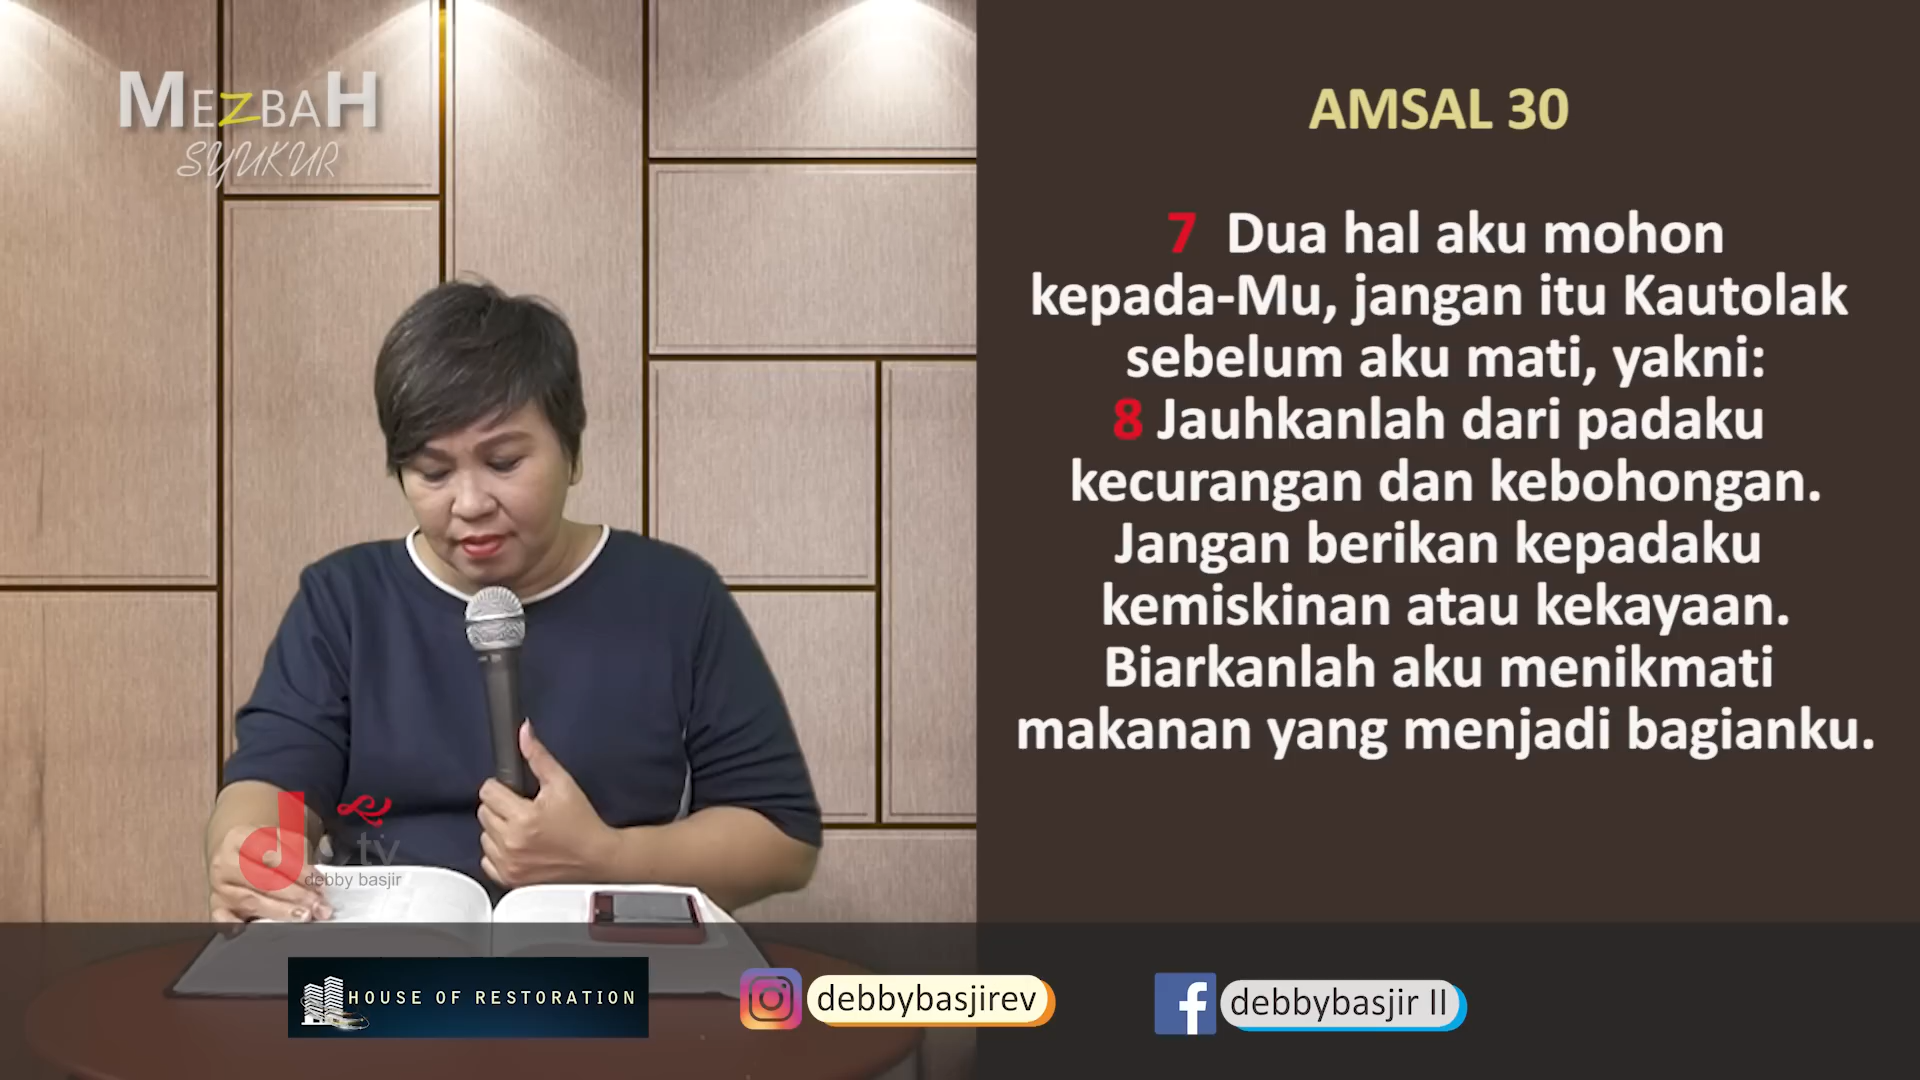 MEZBAH
SYUKUR
AMSAL 30
7 Dua hal aku mohon
kepada-Mu, jangan itu Kautolak
sebelum aku mati, yakni:
8 Jauhkanlah dari padaku
kecurangan dan kebohongan.
Jangan berikan kepadaku
kemiskinan atau kekayaan.
Biarkanlah aku menikmati
makanan yang menjadi bagianku.
tv
debby basjir
HOUSE OF RESTORATION
debbybasjirev
debbybasjir II